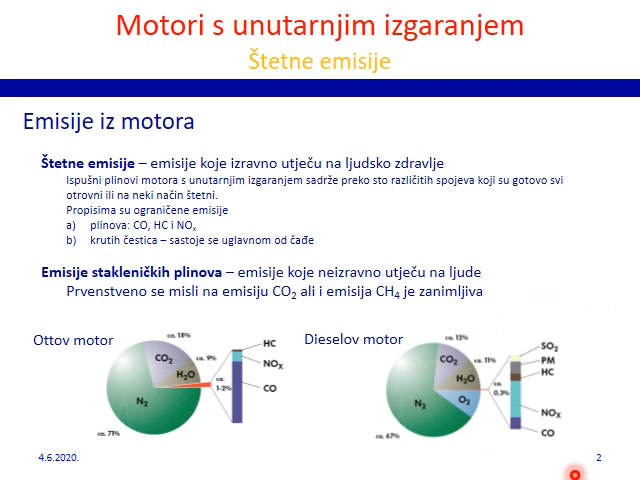 Motori s unutarnjim izgaranjem
Štetne emisije
Emisije iz motora
Štetne emisije – emisije koje izravno utječu na ljudsko zdravlje
Ispušni plinovi motora s unutarnjim izgaranjem sadrže preko sto različitih spojeva koji su gotovo svi
otrovni ili na neki način štetni.
Propisima su ograničene emisije
a) plinova: CO, HC i NOₓ
b) krutih čestica – sastoje se uglavnom od čađe
Emisije stakleničkih plinova – emisije koje neizravno utječu na ljude
Prvenstveno se misli na emisiju CO₂ ali i emisija CH₄ je zanimljiva
Ottov motor
ca. 18%
CO₂
ca. 9%
H₂O
ca.
1-2%
N₂
ca. 71%
HC
NOX
CO
Dieselov motor
ca. 12%
CO₂
ca. 11%
H₂O
ca.
0,3%
O₂
N₂
ca. 67%
SO₂
PM
HC
NOX
CO
4.6.2020.
2